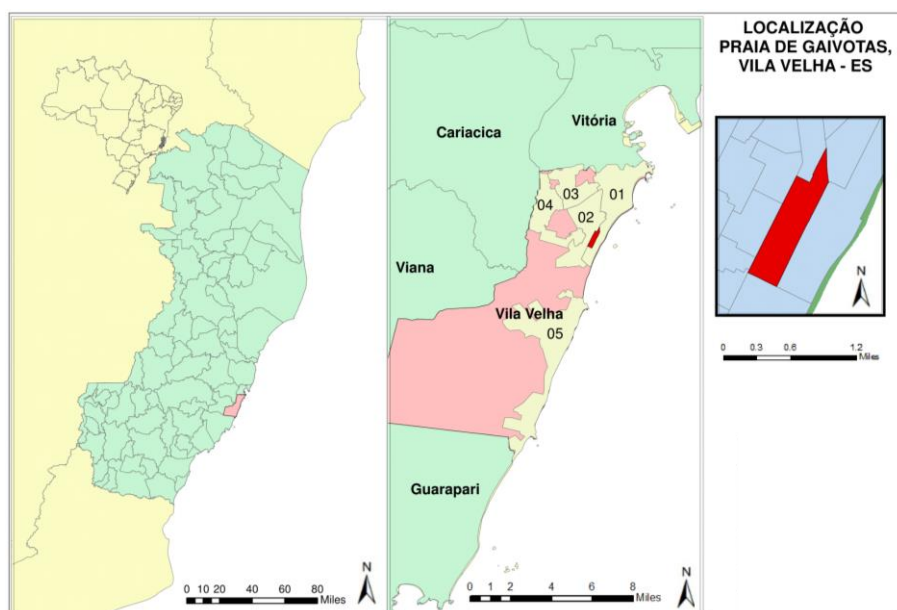 LOCALIZAÇÃO
PRAIA DE GAIVOTAS,
VILA VELHA - ES
Cariacica
Vitória
04
03
01
02
Viana
Vila Velha
05
Guarapari
N
0 10 20 40 60 80
Miles
N
0 1 2 4 6 8
Miles
N
0 0.3 0.6 1.2
Miles